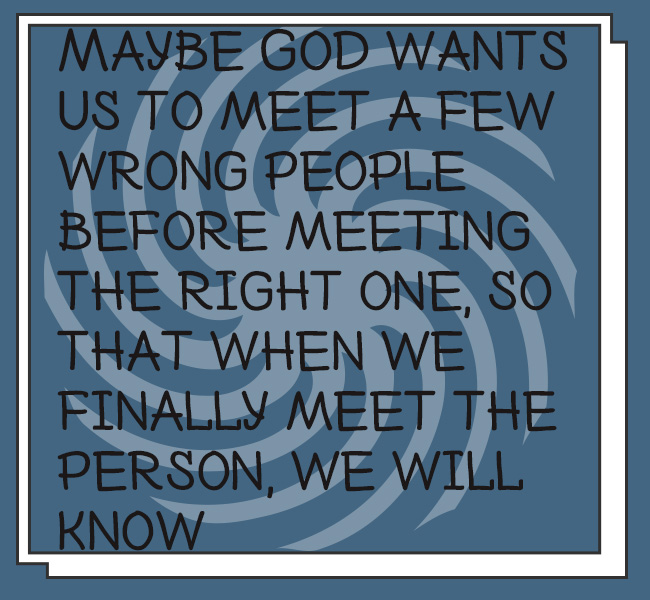 MAYBE GOD WANTS
US TO MEET A FEW
WRONG PEOPLE
BEFORE MEETING
THE RIGHT ONE, SO
THAT WHEN WE
FINALLY MEET THE
PERSON, WE WILL
KNOW